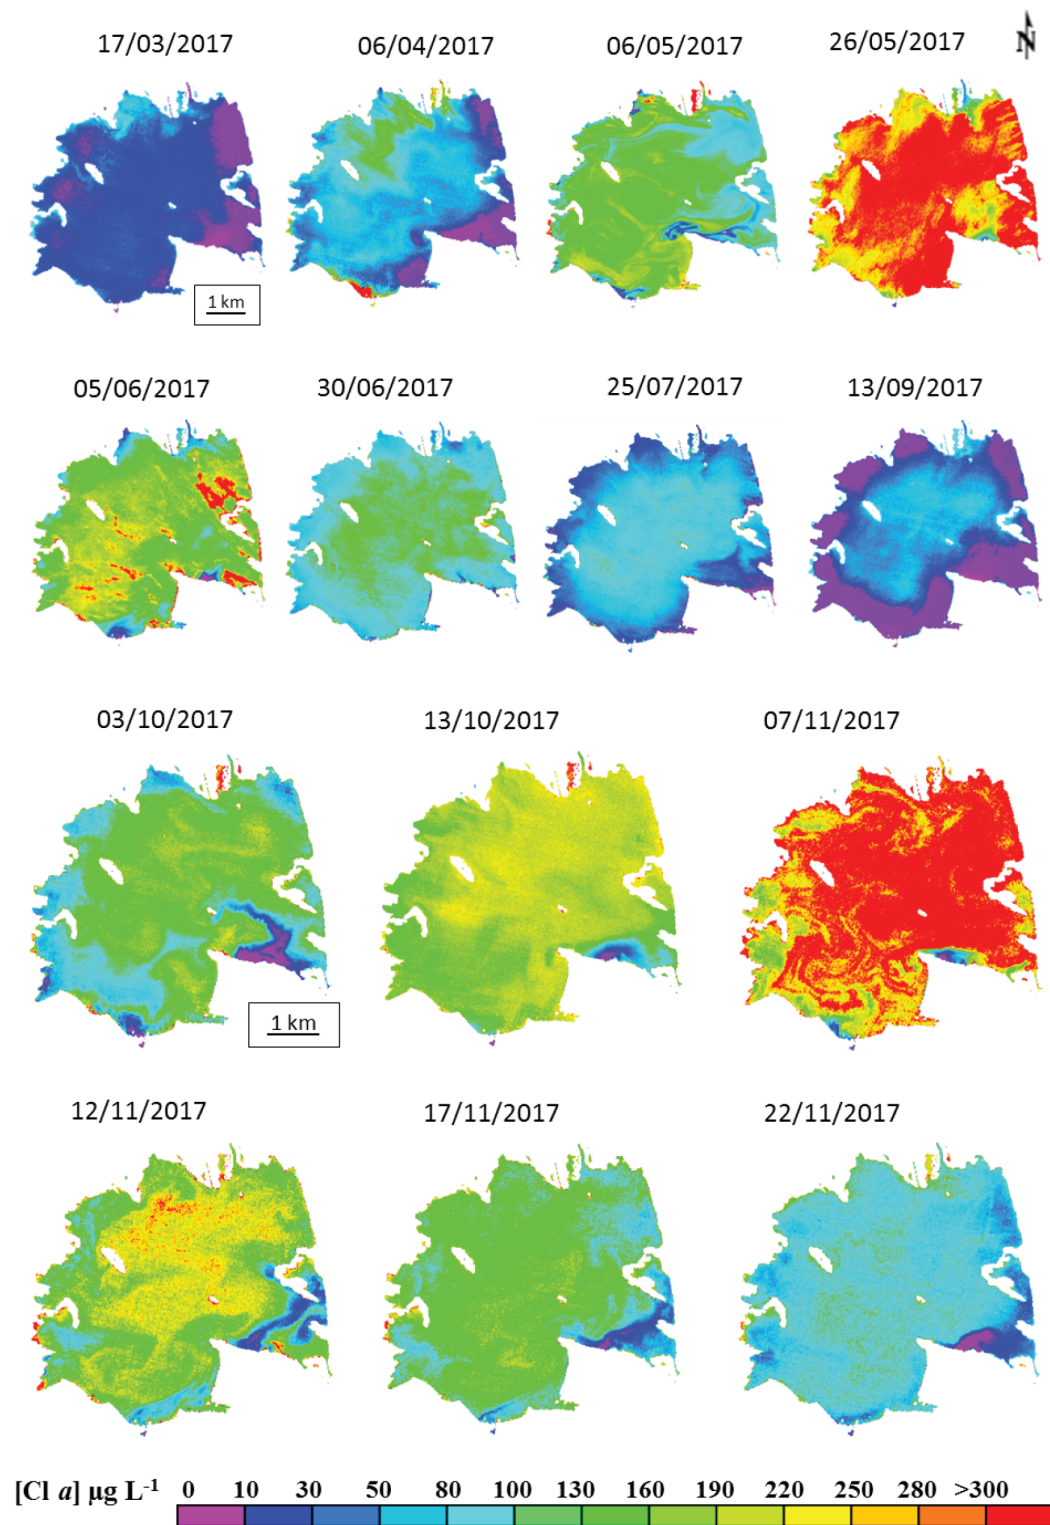 17/03/2017 06/04/2017 06/05/2017 26/05/2017 N
1 km
05/06/2017 30/06/2017 25/07/2017 13/09/2017
03/10/2017 13/10/2017 07/11/2017
1 km
12/11/2017 17/11/2017 22/11/2017
[Cl a] µg L⁻¹ 0 10 30 50 80 100 130 160 190 220 250 280 >300